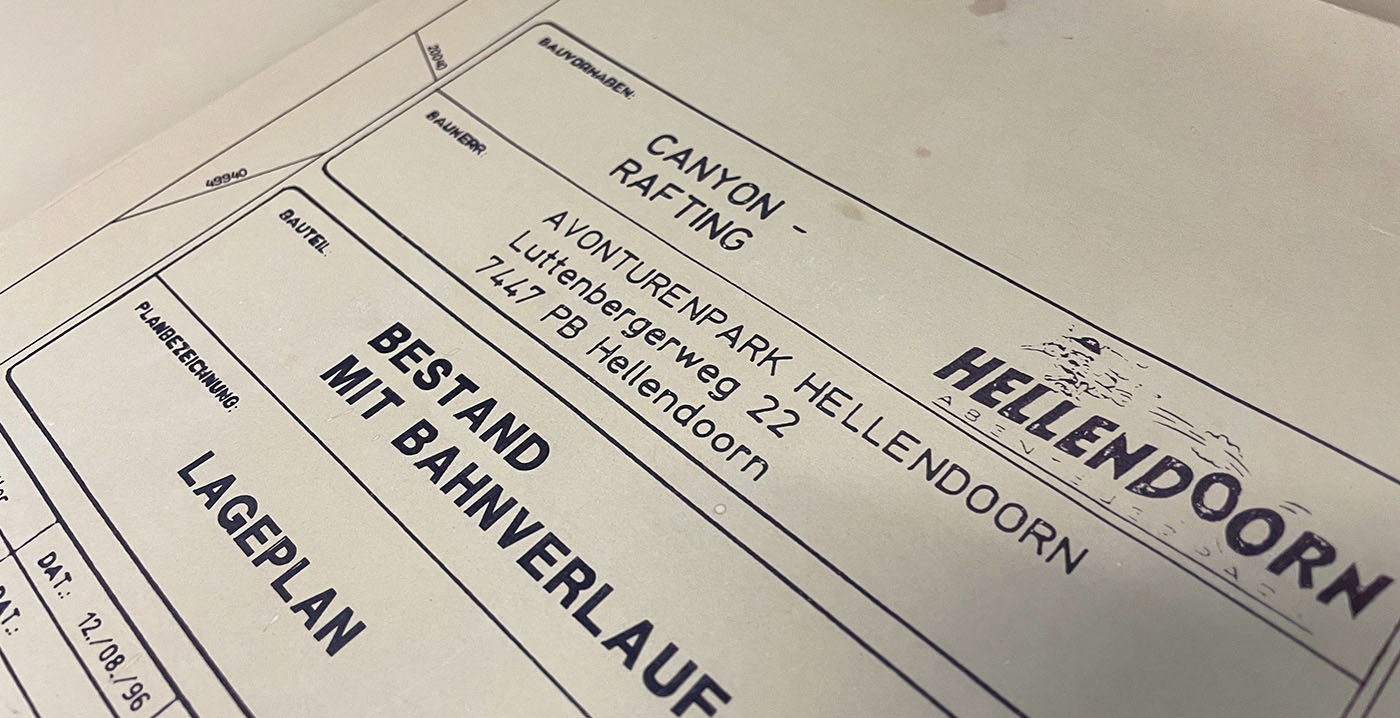 20040
49940
BAUVORHABEN:
CANYON -
RAFTING
HELLENDOORN
BAUHERR:
AVONTURENPARK HELLENDOORN
Luttenbergerweg 22
7447 PB Hellendoorn
BAUTEIL:
BESTAND
MIT BAHNVERLAUF
PLANBEZEICHNUNG:
LAGEPLAN
DAT.: 12./08./96
DAT.: